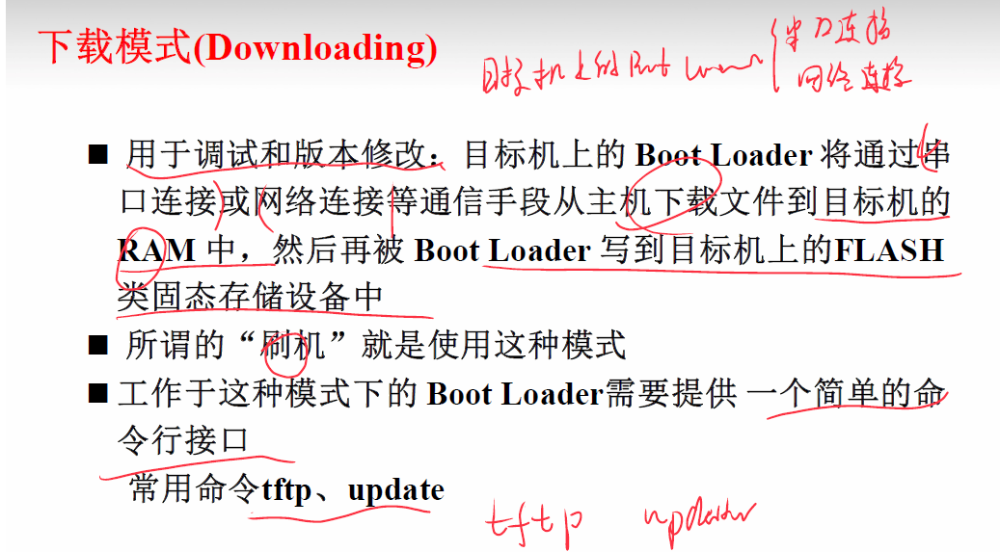 下载模式(Downloading)
目标机上的 Boot Loader
串口连接
网络连接
■ 用于调试和版本修改：目标机上的 Boot Loader 将通过串
口连接或网络连接等通信手段从主机下载文件到目标机的
RAM 中，然后再被 Boot Loader 写到目标机上的FLASH
类固态存储设备中
■ 所谓的“刷机”就是使用这种模式
■ 工作于这种模式下的 Boot Loader需要提供 一个简单的命
令行接口
常用命令tftp、update
tftp update